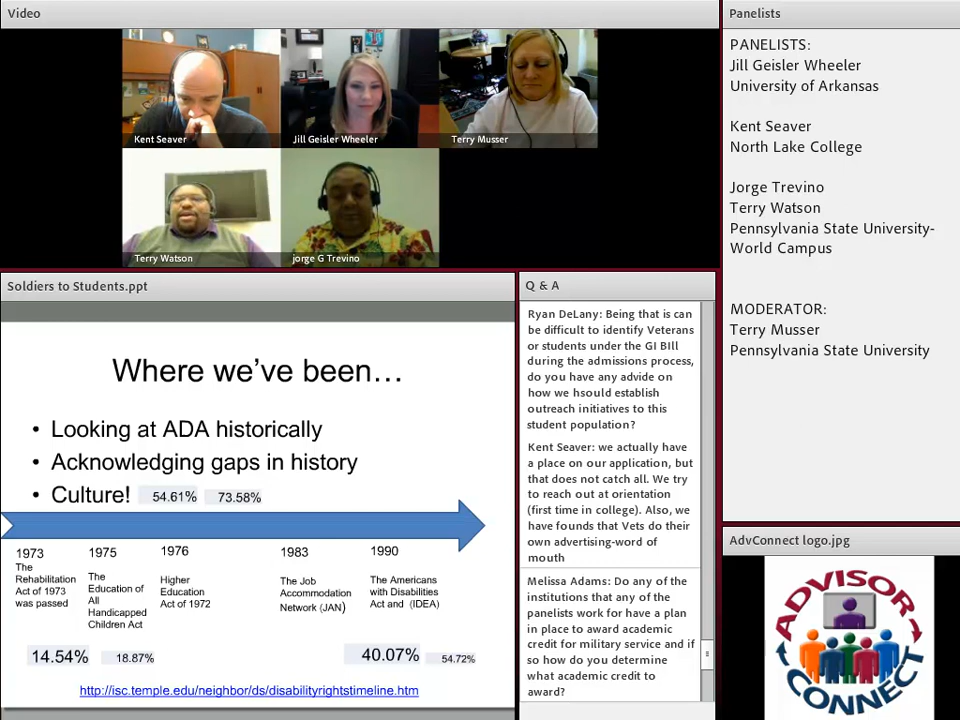 Video
Kent Seaver
Jill Geisler Wheeler
Terry Musser
Terry Watson
jorge G Trevino
Panelists
PANELISTS:
Jill Geisler Wheeler
University of Arkansas
Kent Seaver
North Lake College
Jorge Trevino
Terry Watson
Pennsylvania State University-
World Campus
MODERATOR:
Terry Musser
Pennsylvania State University
Soldiers to Students.ppt
Where we've been…
• Looking at ADA historically
• Acknowledging gaps in history
• Culture!
54.61%
73.58%
1973
The
Rehabilitation
Act of 1973
was passed
1975
The
Education of
All
Handicapped
Children Act
1976
Higher
Education
Act of 1972
1983
The Job
Accommodation
Network (JAN)
1990
The Americans
with Disabilities
Act and (IDEA)
14.54%
18.87%
40.07%
54.72%
http://isc.temple.edu/neighbor/ds/disabilityrightstimeline.htm
Q & A
Ryan DeLany: Being that is can
be difficult to identify Veterans
or students under the GI BIll
during the admissions process,
do you have any advide on
how we hsould establish
outreach initiatives to this
student population?
Kent Seaver: we actually have
a place on our application, but
that does not catch all. We try
to reach out at orientation
(first time in college). Also, we
have founds that Vets do their
own advertising-word of
mouth
Melissa Adams: Do any of the
institutions that any of the
panelists work for have a plan
in place to award academic
credit for military service and if
so how do you determine
what academic credit to
award?
AdvConnect logo.jpg
ADVISOR
CONNECT